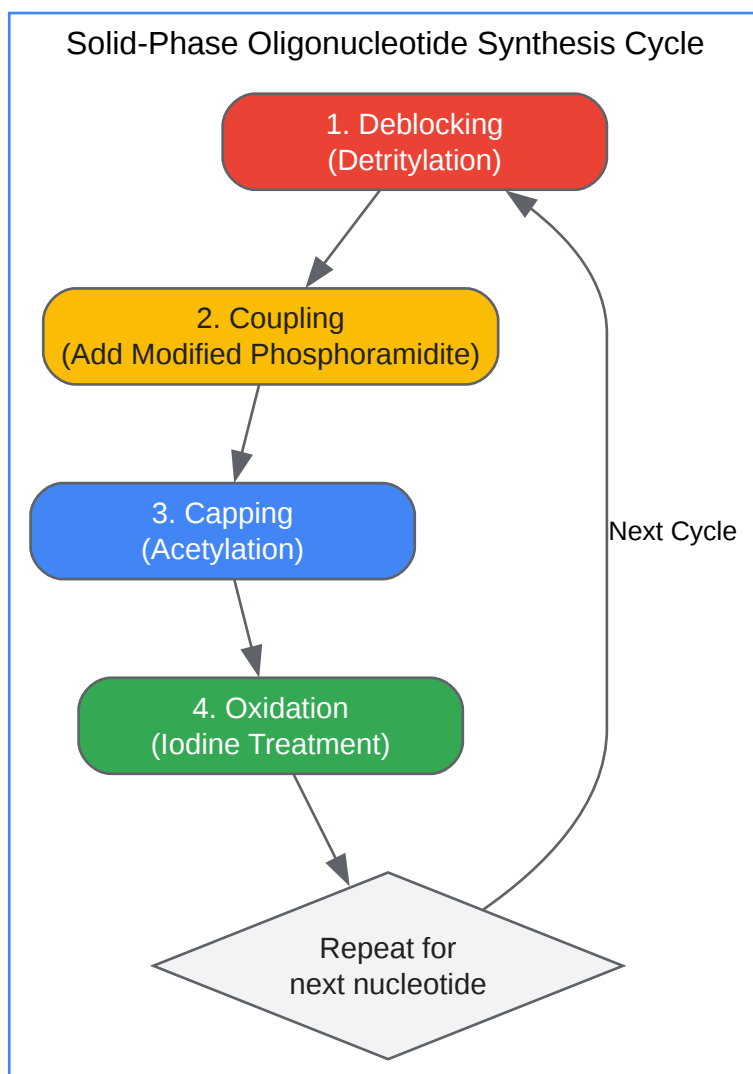 Solid-Phase Oligonucleotide Synthesis Cycle
1. Deblocking
(Detritylation)
2. Coupling
(Add Modified Phosphoramidite)
3. Capping
(Acetylation)
Next Cycle
4. Oxidation
(Iodine Treatment)
Repeat for
next nucleotide